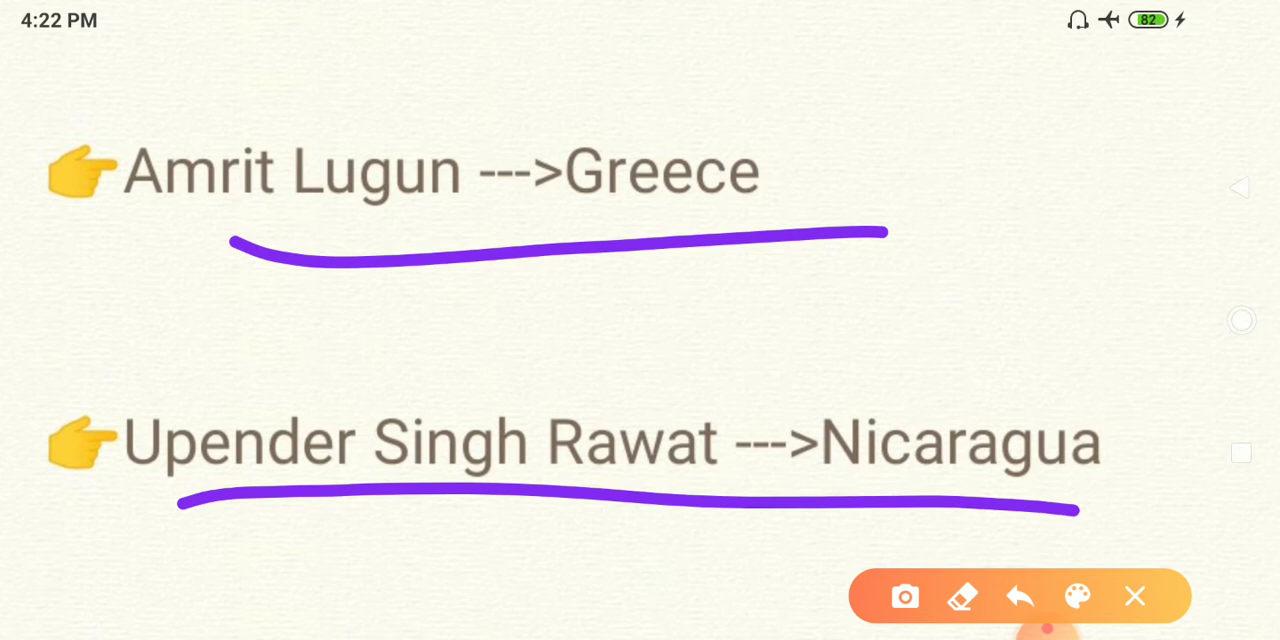 4:22 PM
82
👉Amrit Lugun --->Greece
👉Upender Singh Rawat --->Nicaragua